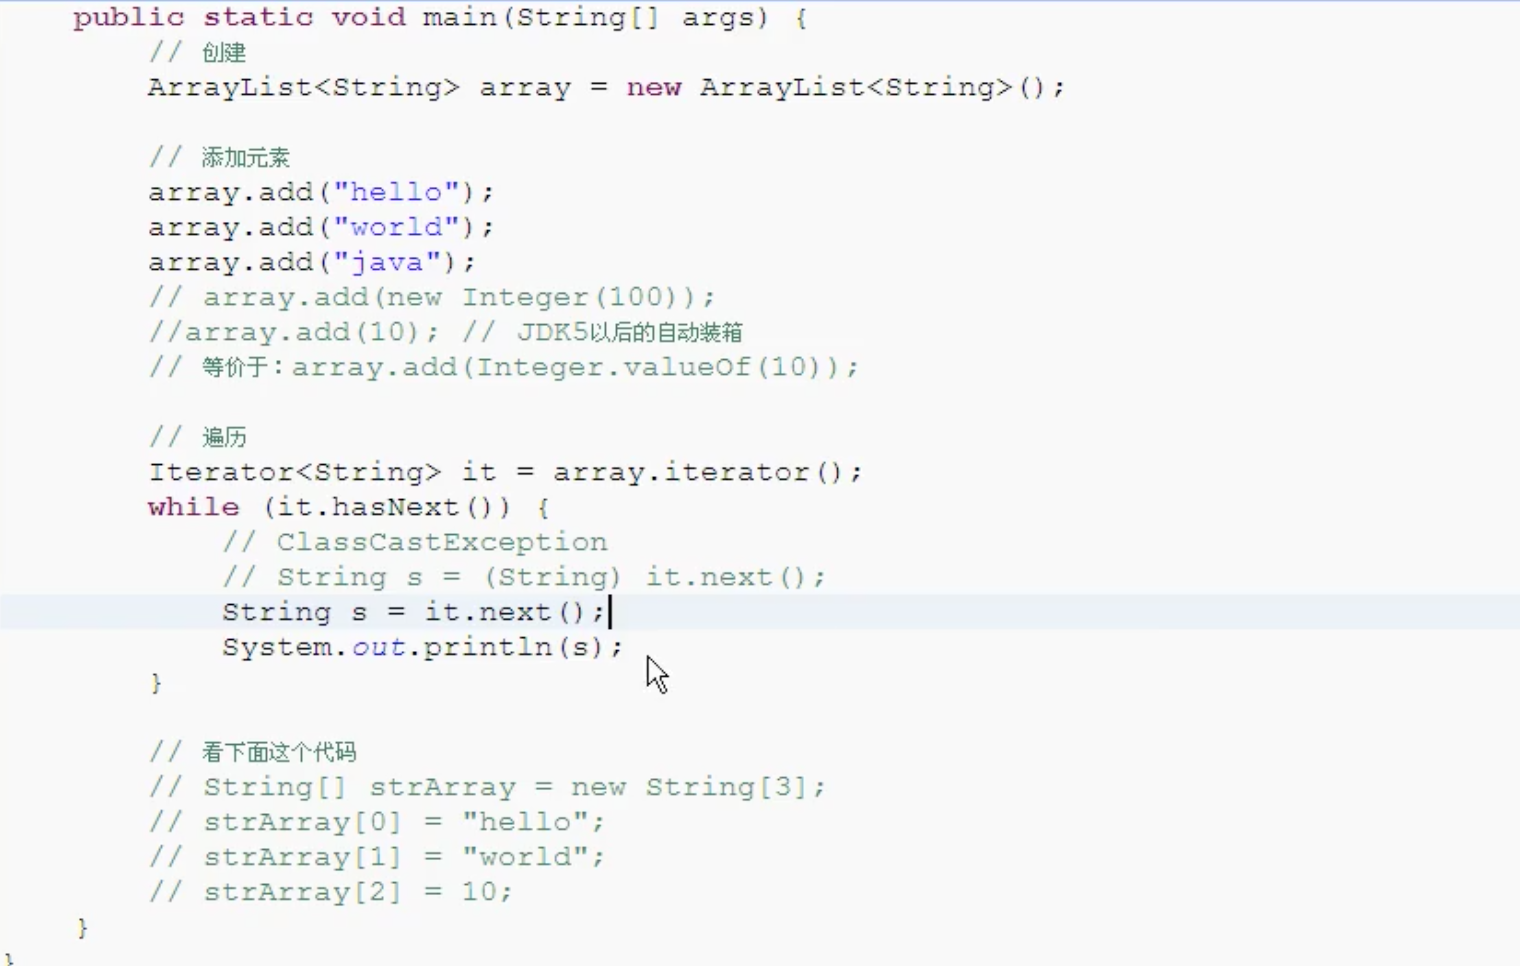 public static void main(String[] args) {
// 创建
ArrayList<String> array = new ArrayList<String>();
// 添加元素
array.add("hello");
array.add("world");
array.add("java");
// array.add(new Integer(100));
//array.add(10); // JDK5以后的自动装箱
// 等价于：array.add(Integer.valueOf(10));
// 遍历
Iterator<String> it = array.iterator();
while (it.hasNext()) {
// ClassCastException
// String s = (String) it.next();
String s = it.next();
System.out.println(s);
}
// 看下面这个代码
// String[] strArray = new String[3];
// strArray[0] = "hello";
// strArray[1] = "world";
// strArray[2] = 10;
}
}